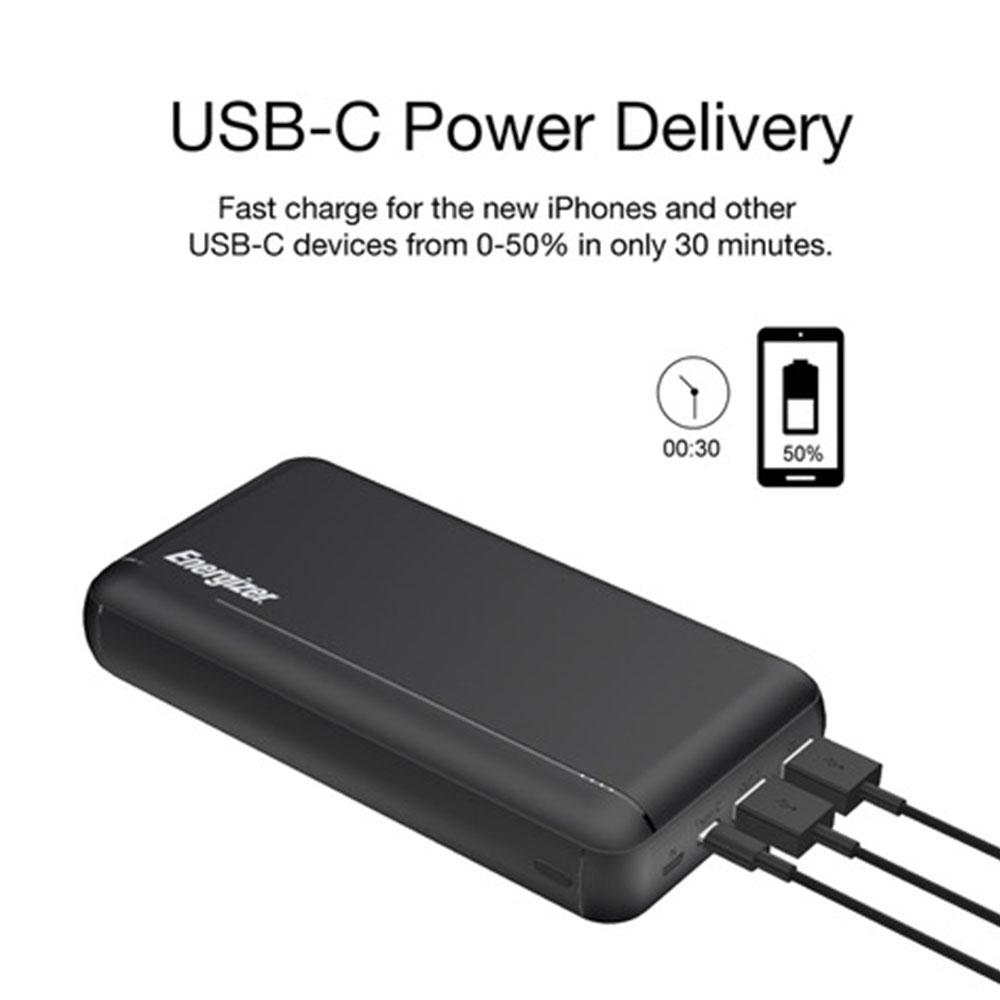 USB-C Power Delivery
Fast charge for the new iPhones and other
USB-C devices from 0-50% in only 30 minutes.
00:30
50%
Energizer